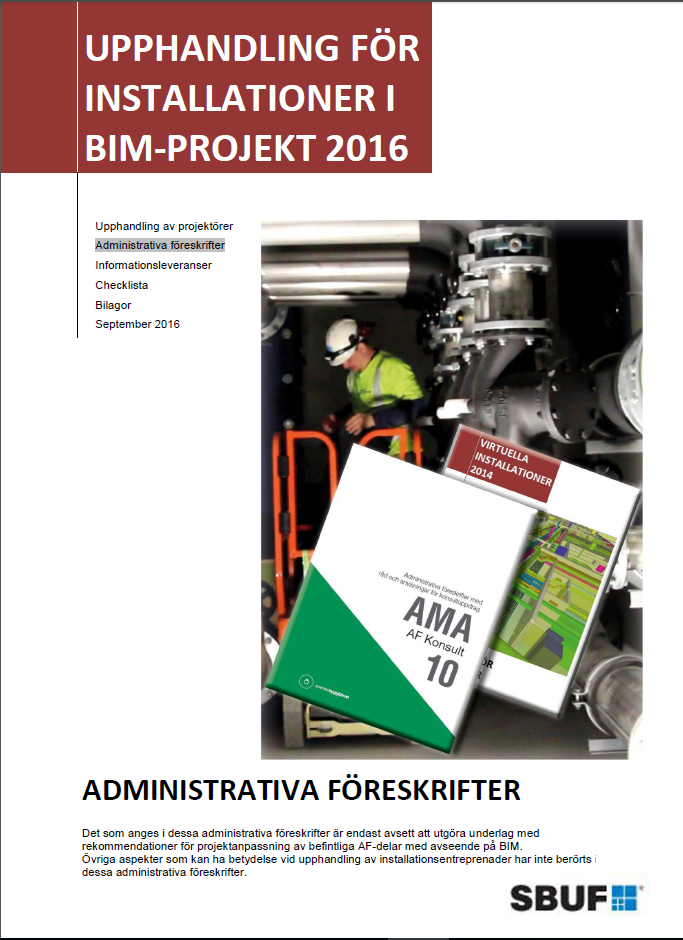 UPPHANDLING FÖR
INSTALLATIONER I
BIM-PROJEKT 2016
Upphandling av projektörer
Administrativa föreskrifter
Informationsleveranser
Checklista
Bilagor
September 2016
VIRTUELLA
INSTALLATIONER
2014
Administrativa föreskrifter med
råd och anvisningar för konsultuppdrag
AMA
AF Konsult
10
svensk byggtjänst
ÖR
R
ADMINISTRATIVA FÖRESKRIFTER
Det som anges i dessa administrativa föreskrifter är endast avsett att utgöra underlag med
rekommendationer för projektanpassning av befintliga AF-delar med avseende på BIM.
Övriga aspekter som kan ha betydelse vid upphandling av installationsentreprenader har inte berörts i
dessa administrativa föreskrifter.
SBUF